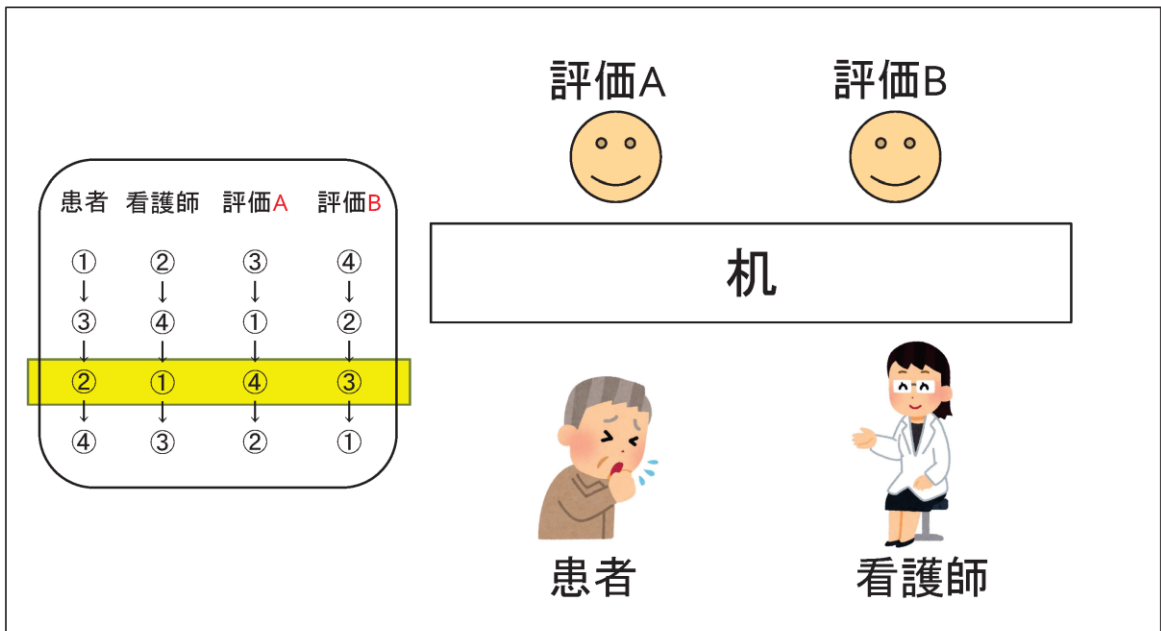 評価A 評価B
患者 看護師 評価A 評価B
① ② ③ ④
↓ ↓ ↓ ↓
③ ④ ① ②
↓ ↓ ↓ ↓
② ① ④ ③
↓ ↓ ↓ ↓
④ ③ ② ①
机
患者 看護師